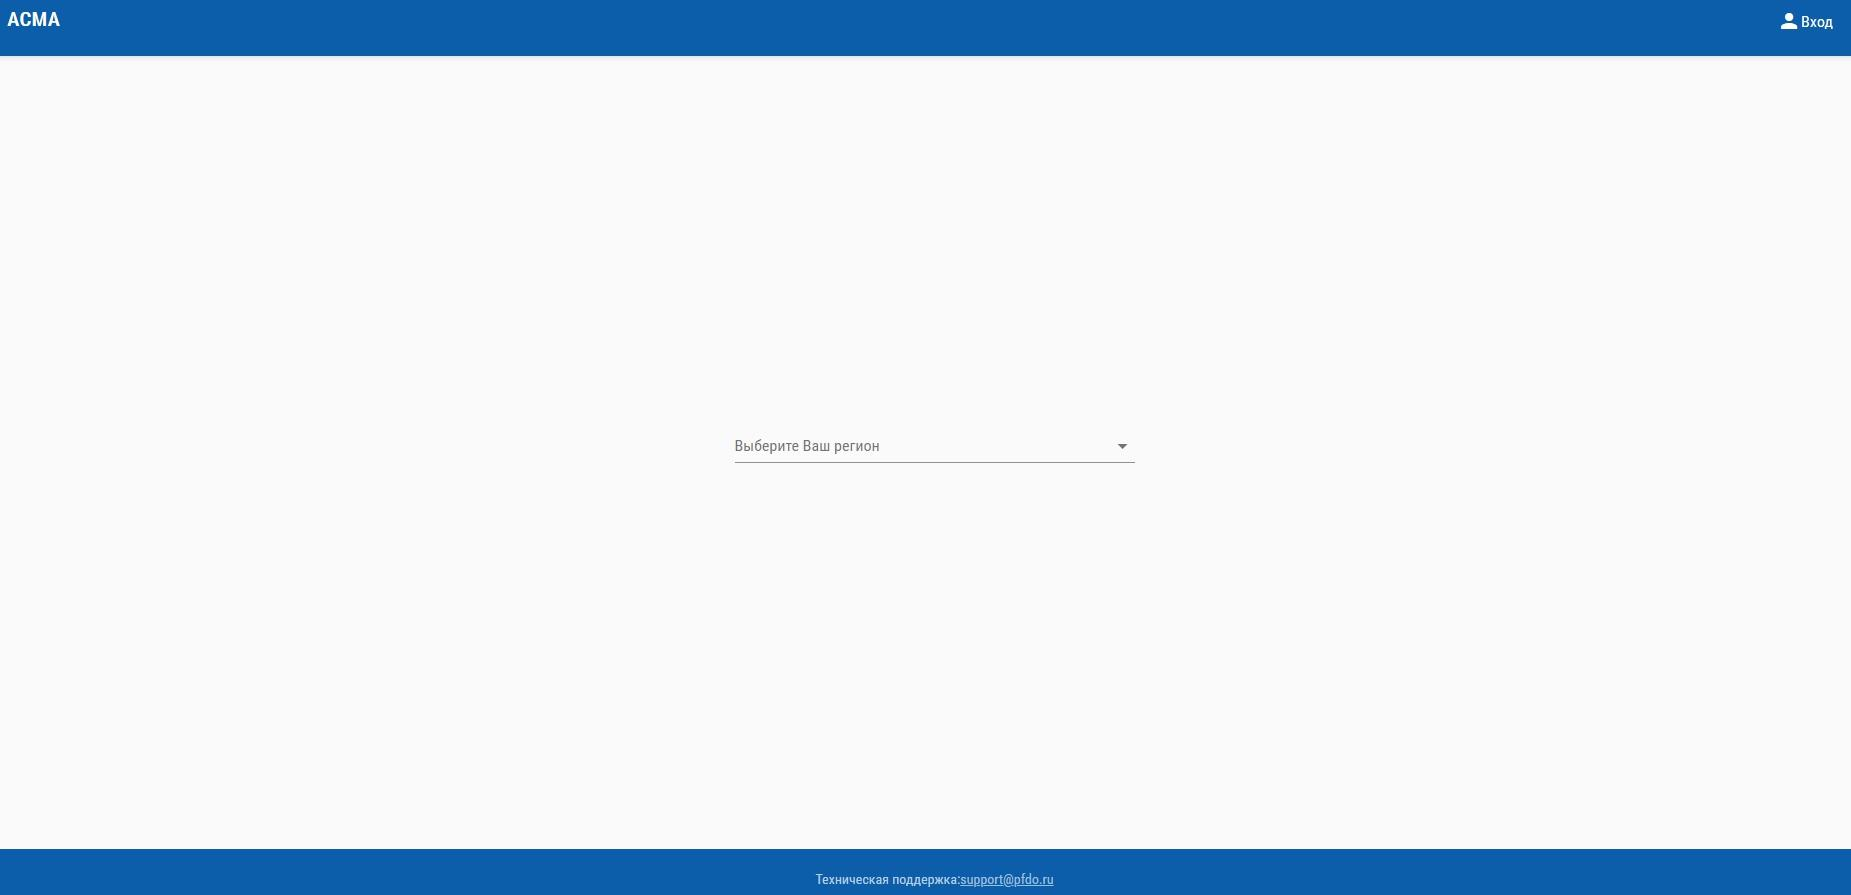 АСМА
Вход
Выберите Ваш регион
Техническая поддержка:support@pfdo.ru